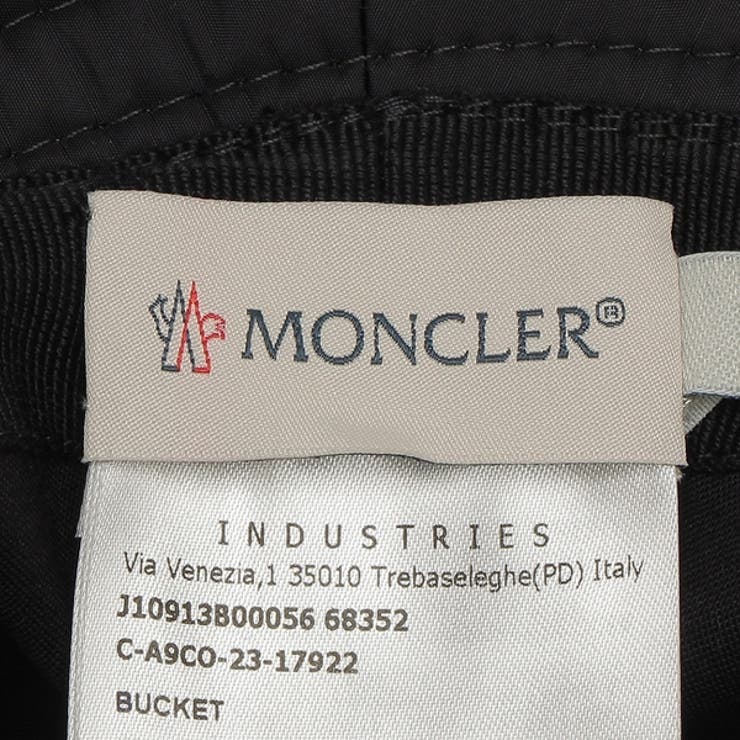 MONCLER®
INDUSTRIES
Via Venezia,1 35010 Trebaseleghe(PD) Italy
J10913B00056 68352
C-A9CO-23-17922
BUCKET